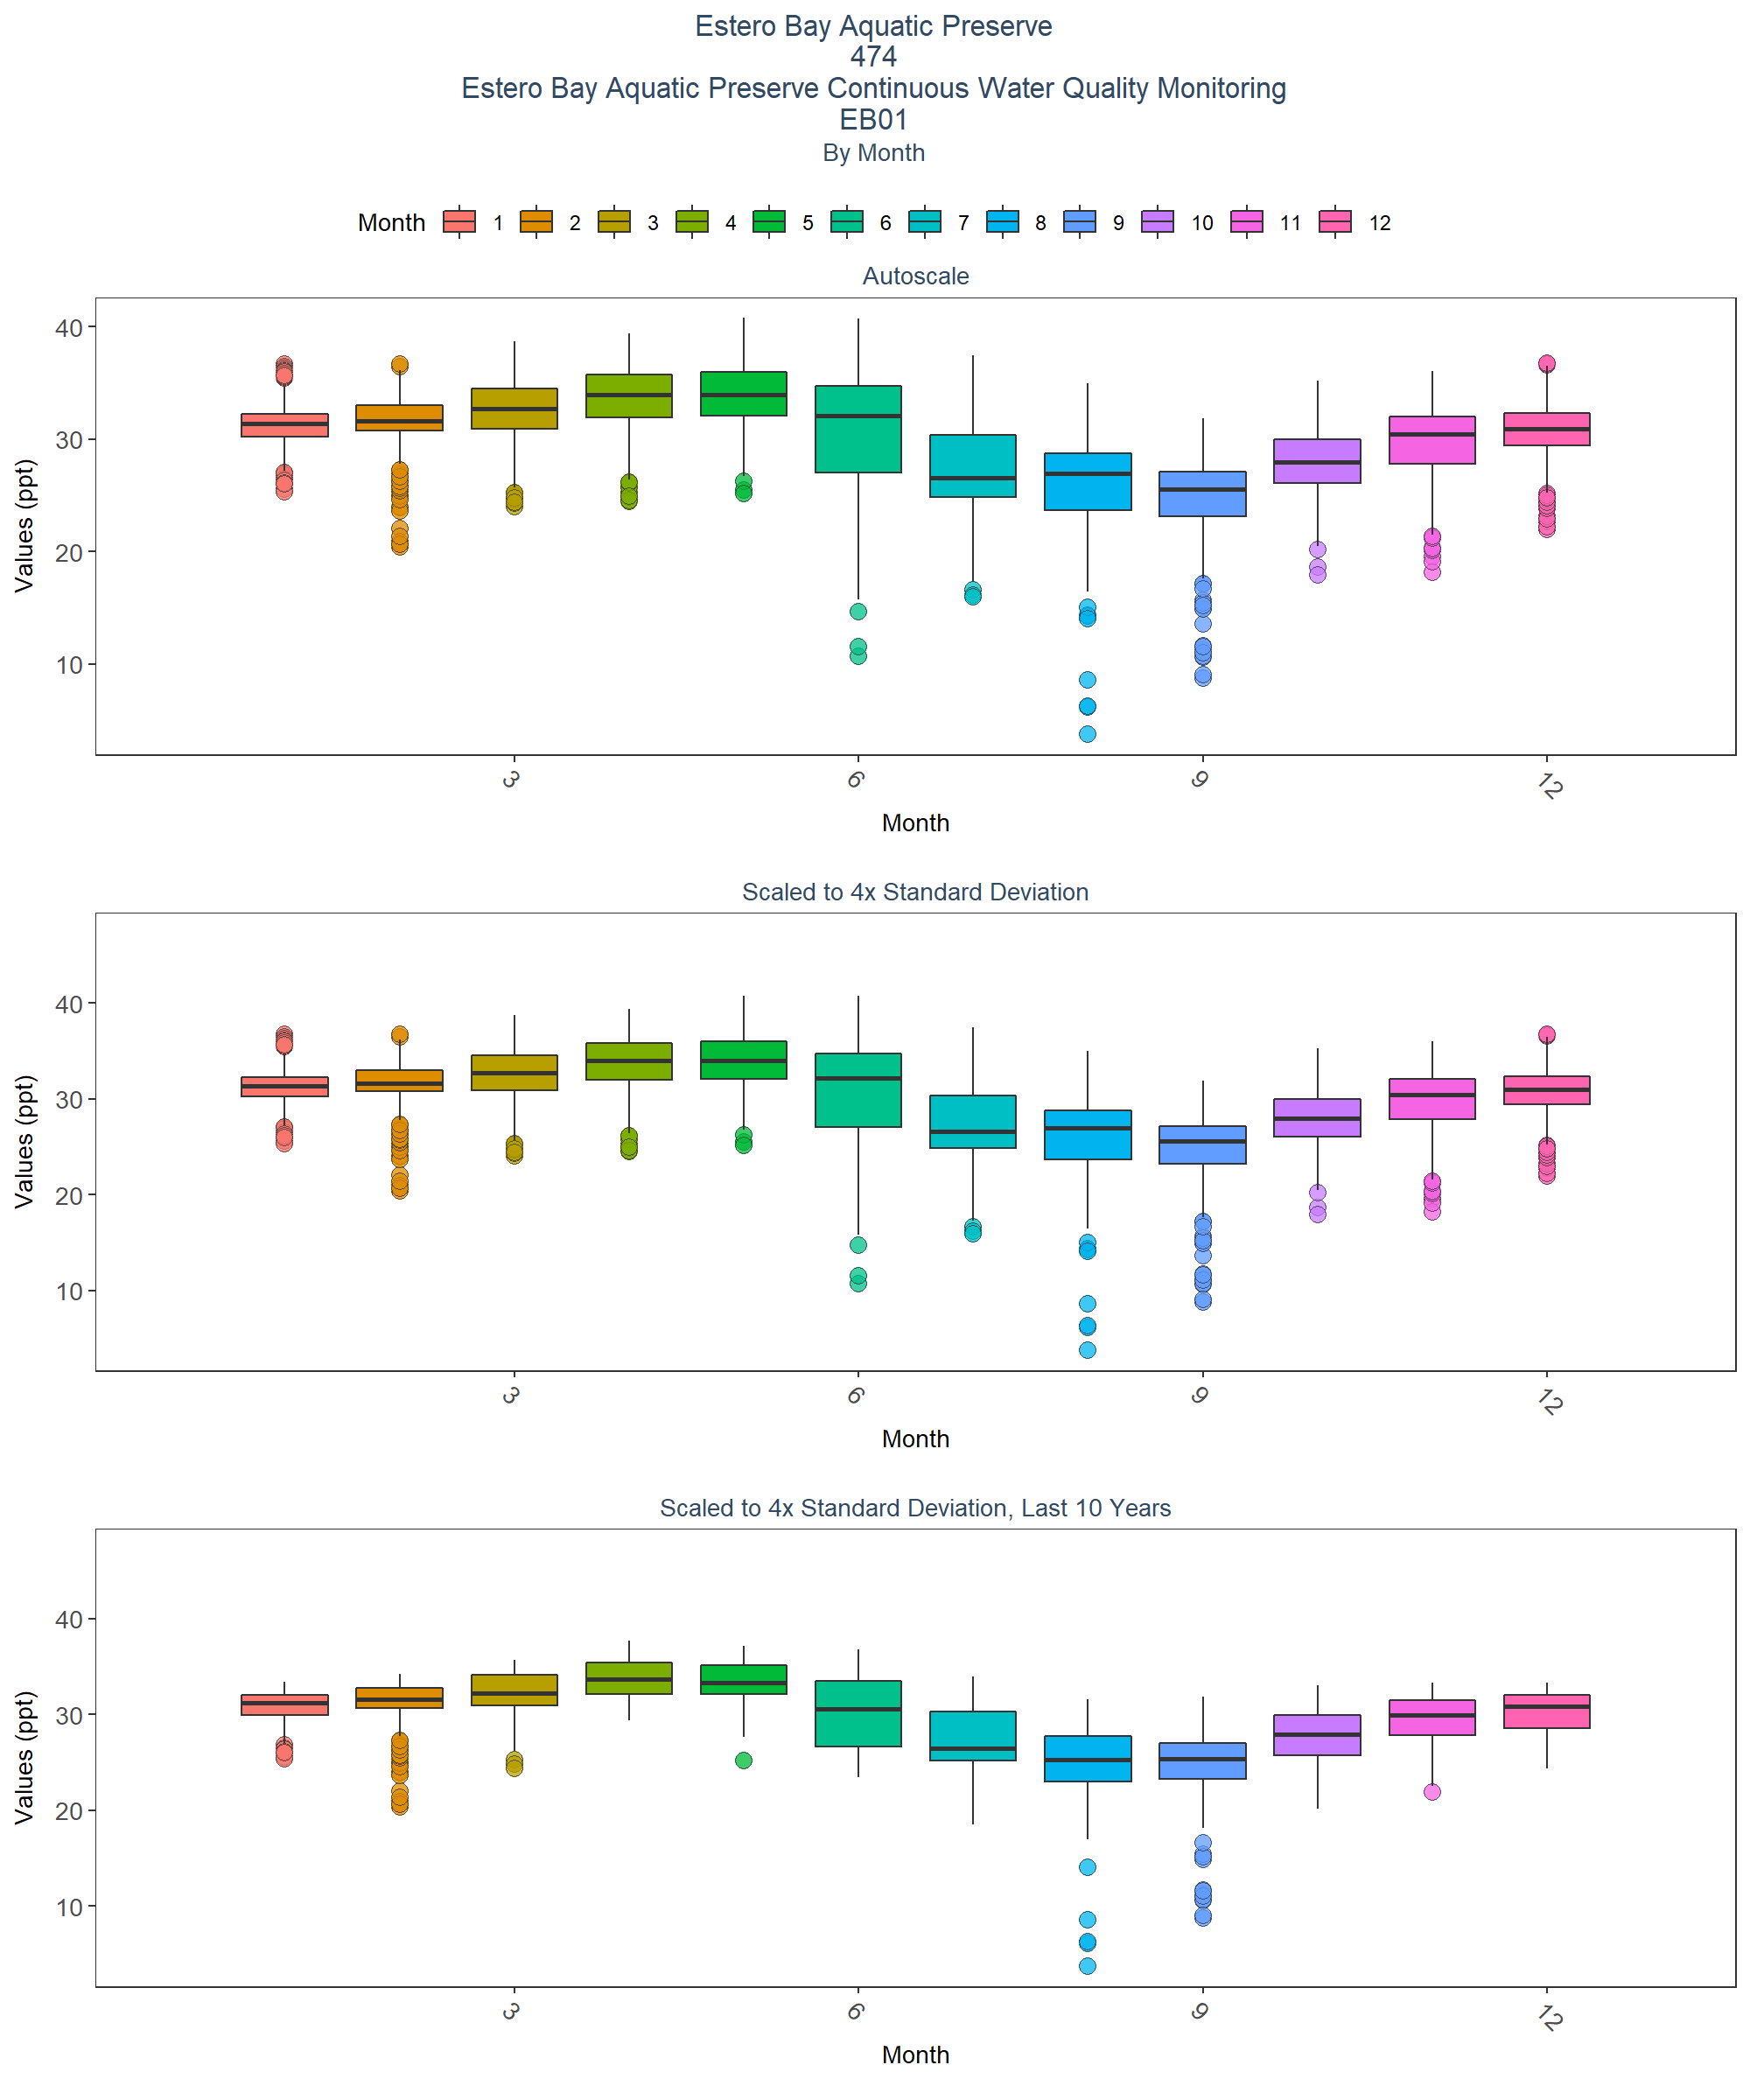 Estero Bay Aquatic Preserve
474
Estero Bay Aquatic Preserve Continuous Water Quality Monitoring
EB01
By Month
Month 1 2 3 4 5 6 7 8 9 10 11 12
Autoscale
Values (ppt)
40
30
20
10
3 6 9 12
Month
Scaled to 4x Standard Deviation
Values (ppt)
40
30
20
10
3 6 9 12
Month
Scaled to 4x Standard Deviation, Last 10 Years
Values (ppt)
40
30
20
10
3 6 9 12
Month